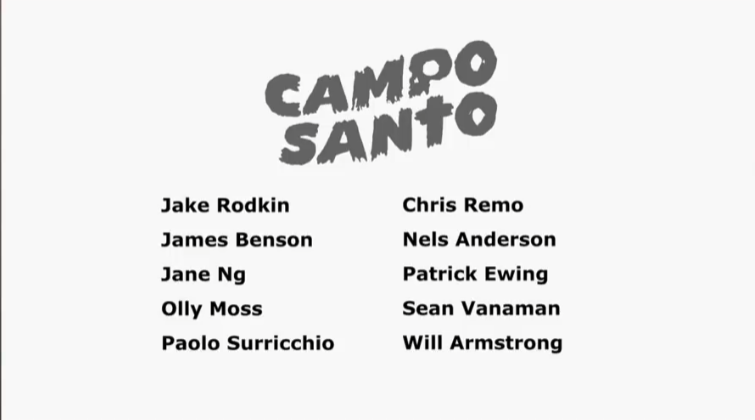 CAMPO
SANTO
Jake Rodkin
James Benson
Jane Ng
Olly Moss
Paolo Surricchio
Chris Remo
Nels Anderson
Patrick Ewing
Sean Vanaman
Will Armstrong